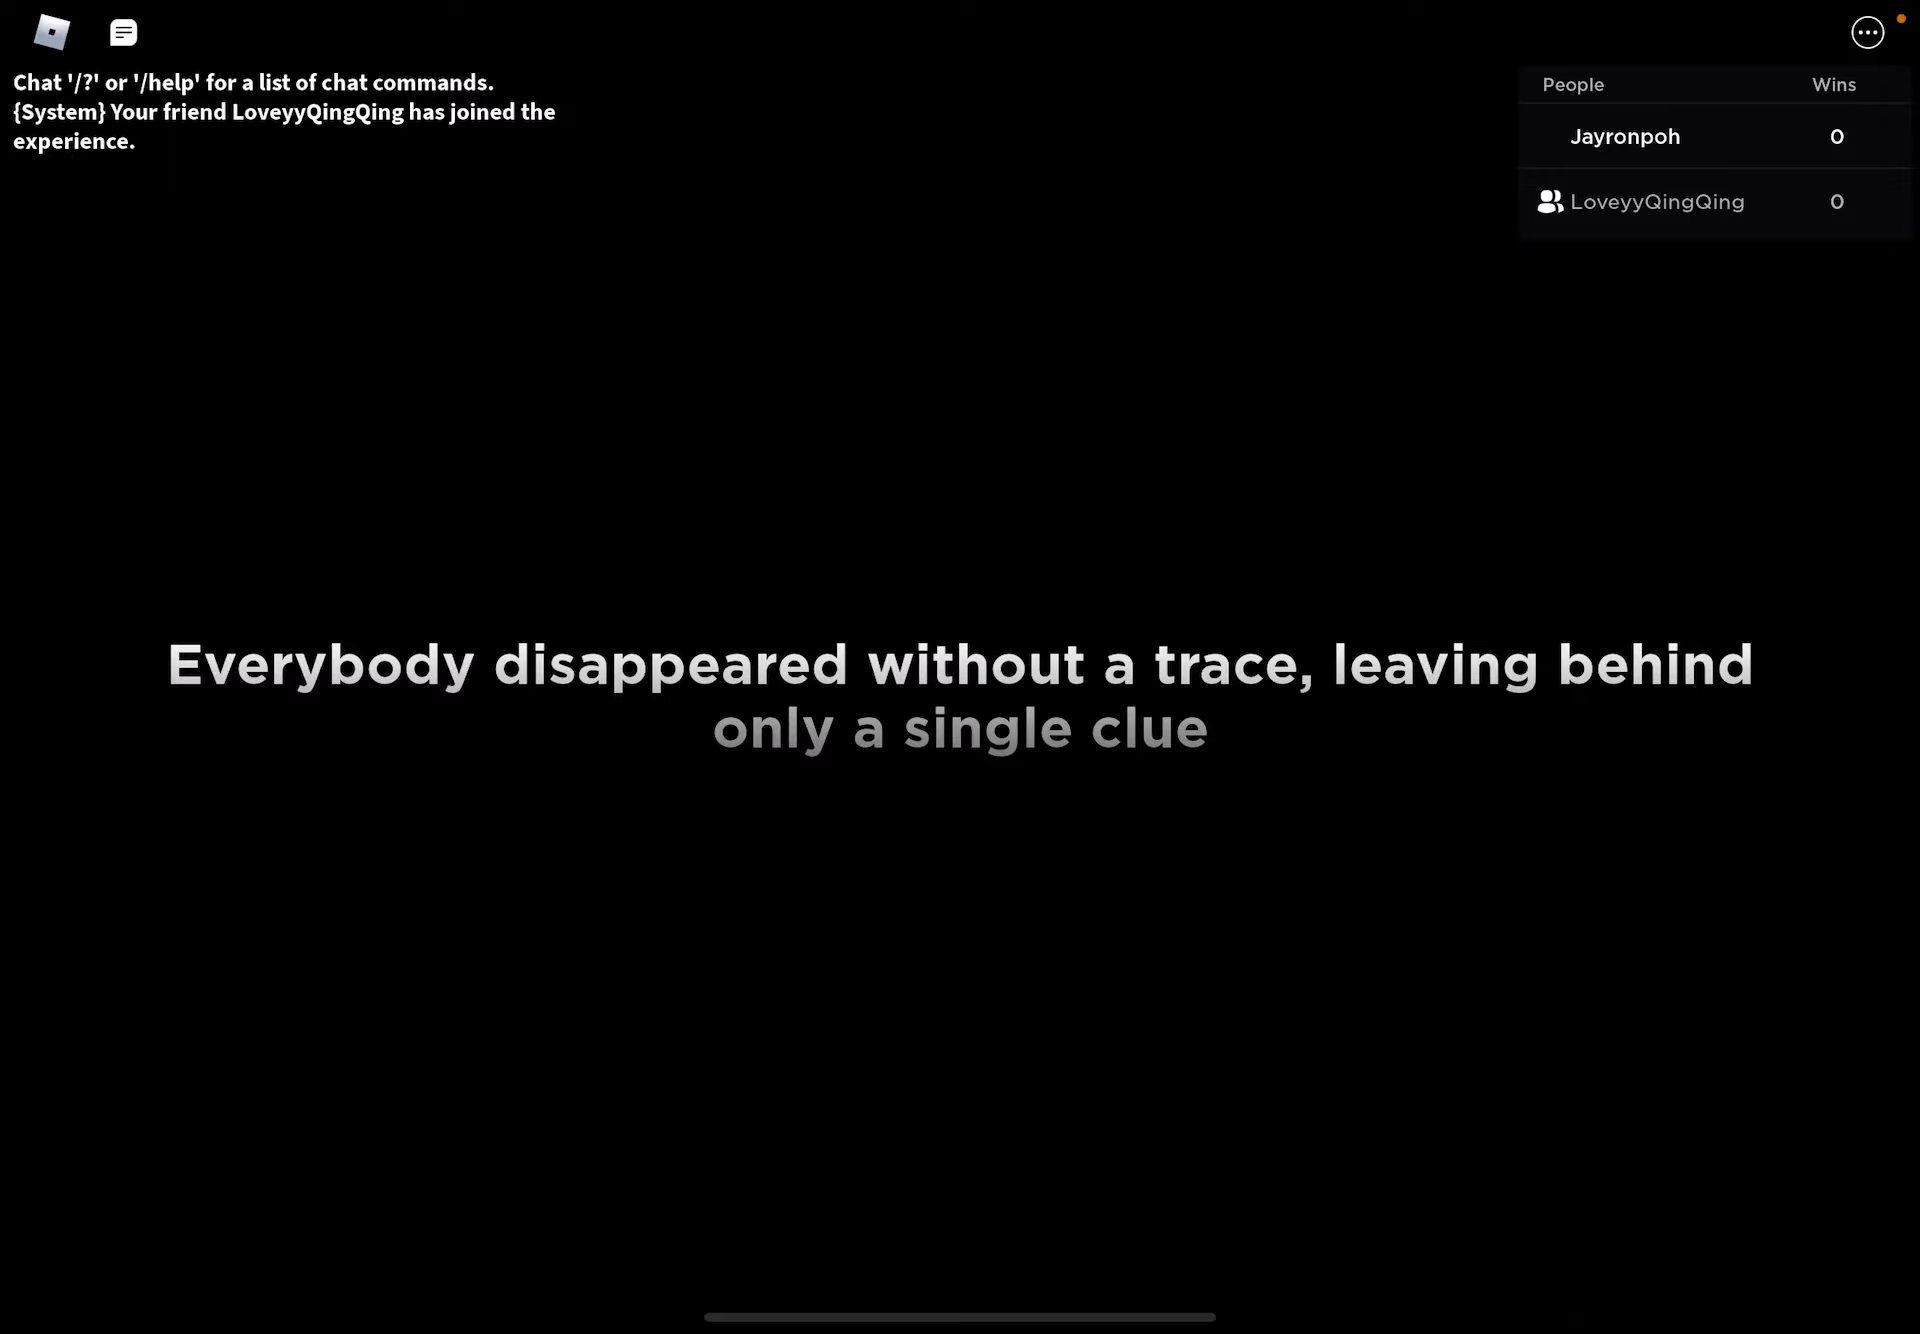 Chat '/?' or '/help' for a list of chat commands.
{System} Your friend LoveyyQingQing has joined the
experience.
People Wins
Jayronpoh 0
LoveyyQingQing 0
Everybody disappeared without a trace, leaving behind
only a single clue